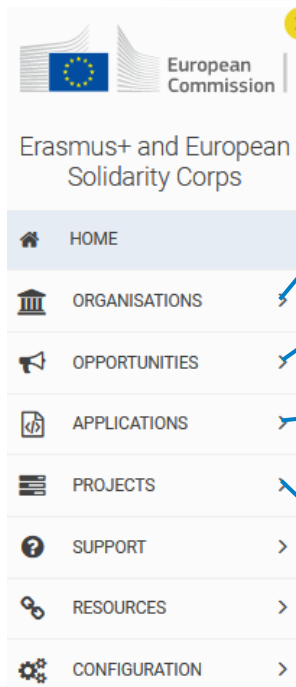 European
Commission
Erasmus+ and European
Solidarity Corps
HOME
ORGANISATIONS
OPPORTUNITIES
APPLICATIONS
PROJECTS
SUPPORT
RESOURCES
CONFIGURATION